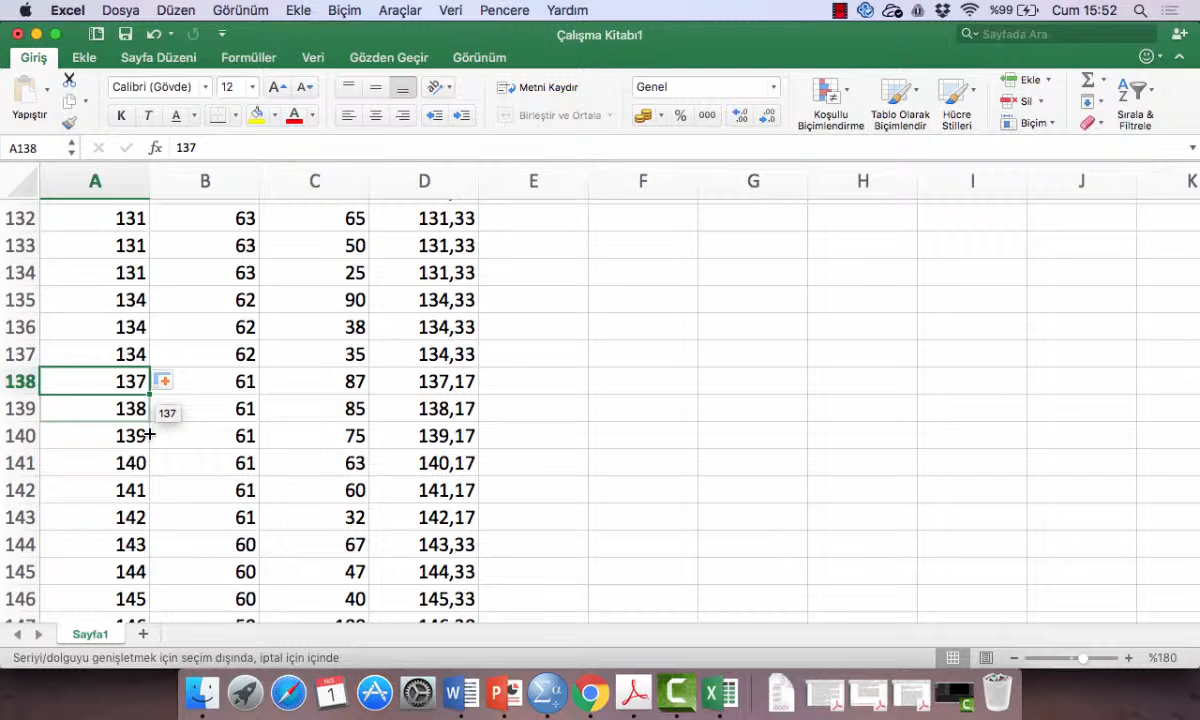 Excel Dosya Düzen Görünüm Ekle Biçim Araçlar Veri Pencere Yardım %99 Cum 15:52
Çalışma Kitabı1 Sayfada Ara
Giriş Ekle Sayfa Düzeni Formüller Veri Gözden Geçir Görünüm
Yapıştır Calibri (Gövde) 12 A A Metni Kaydır Genel Ekle
K T A A Birleştir ve Ortala % 000 Sil
Koşullu Biçimlendirme Tablo Olarak Biçimlendir Hücre Stilleri Biçim Sırala & Filtrele
A138 fx 137
A B C D E F G H I J K
132 131 63 65 131,33
133 131 63 50 131,33
134 131 63 25 131,33
135 134 62 90 134,33
136 134 62 38 134,33
137 134 62 35 134,33
138 137 61 87 137,17
139 138 137 61 85 138,17
140 139 61 75 139,17
141 140 61 63 140,17
142 141 61 60 141,17
143 142 61 32 142,17
144 143 60 67 143,33
145 144 60 47 144,33
146 145 60 40 145,33
Sayfa1
Seriyi/dolguyu genişletmek için seçim dışında, iptal için içinde %180